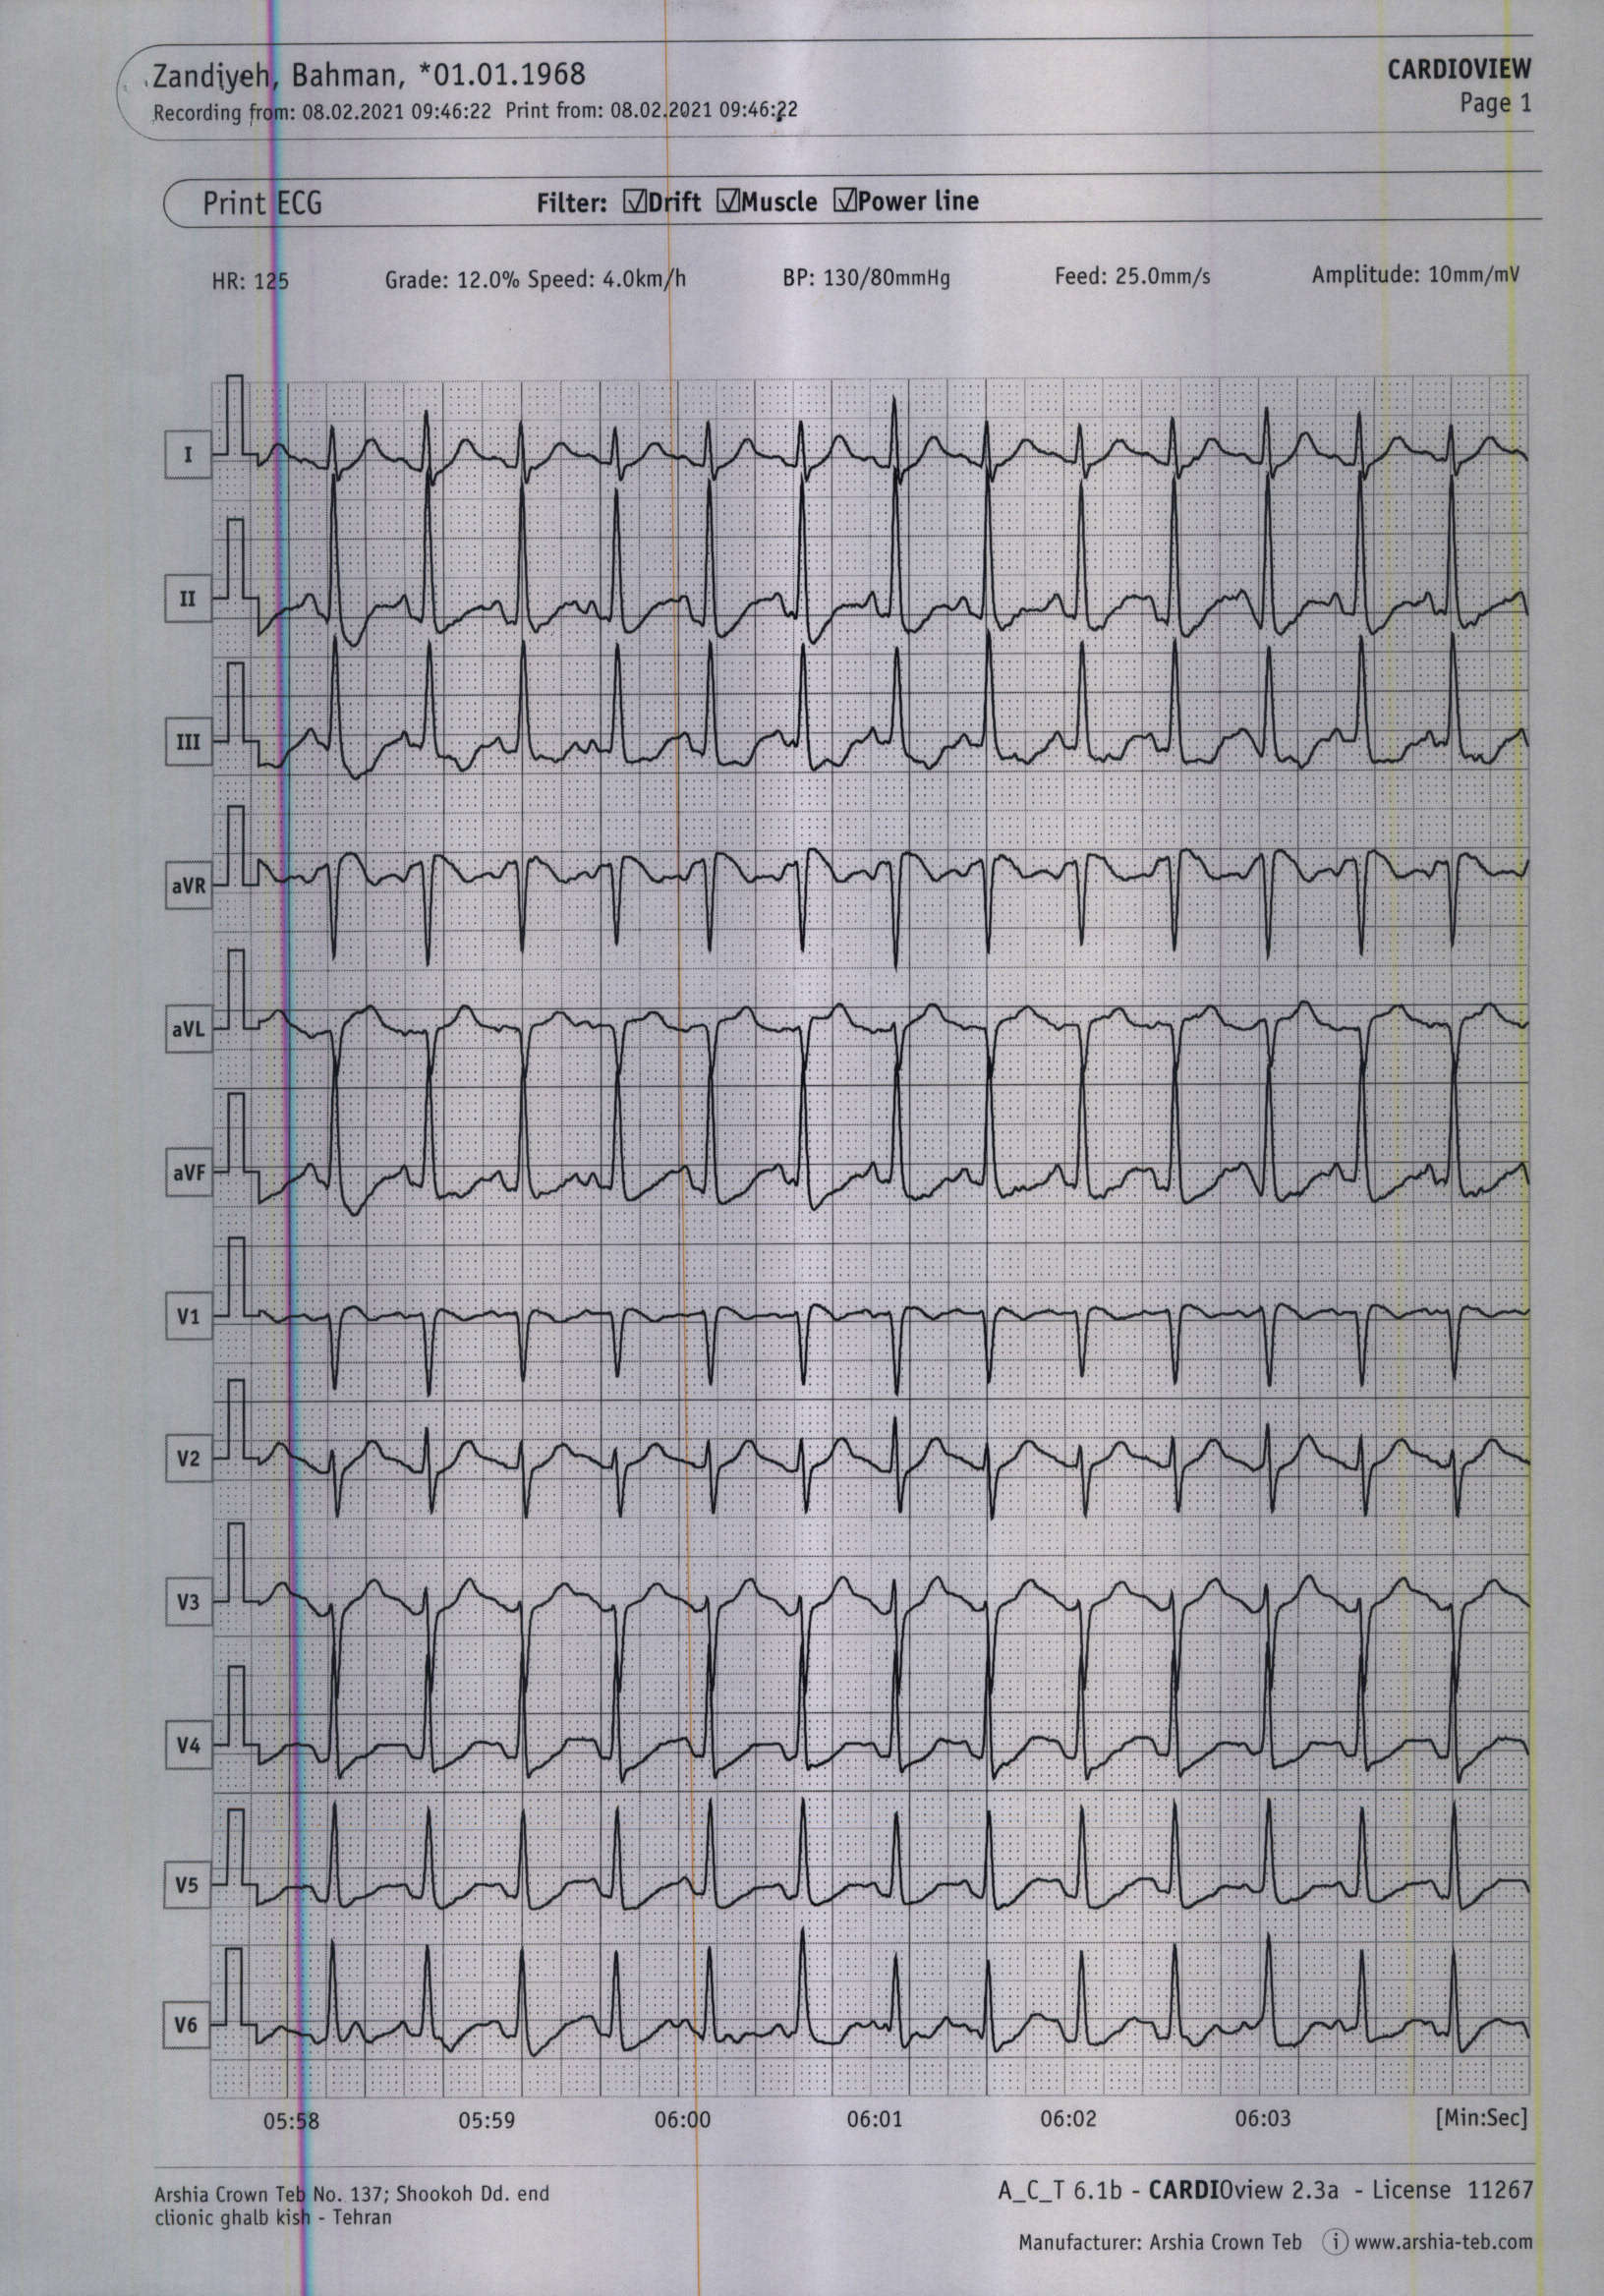 Zandiyeh, Bahman, *01.01.1968
CARDIOVIEW
Recording from: 08.02.2021 09:46:22 Print from: 08.02.2021 09:46:22
Page 1
Print ECG
Filter: ☑Drift ☑Muscle ☑Power line
HR: 125 Grade: 12.0% Speed: 4.0km/h BP: 130/80mmHg Feed: 25.0mm/s Amplitude: 10mm/mV
I
II
III
aVR
aVL
aVF
V1
V2
V3
V4
V5
V6
05:58 05:59 06:00 06:01 06:02 06:03 [Min:Sec]
Arshia Crown Teb No. 137; Shookoh Dd. end
clionic ghalb kish - Tehran
A_C_T 6.1b - CARDIOview 2.3a - License 11267
Manufacturer: Arshia Crown Teb i www.arshia-teb.com